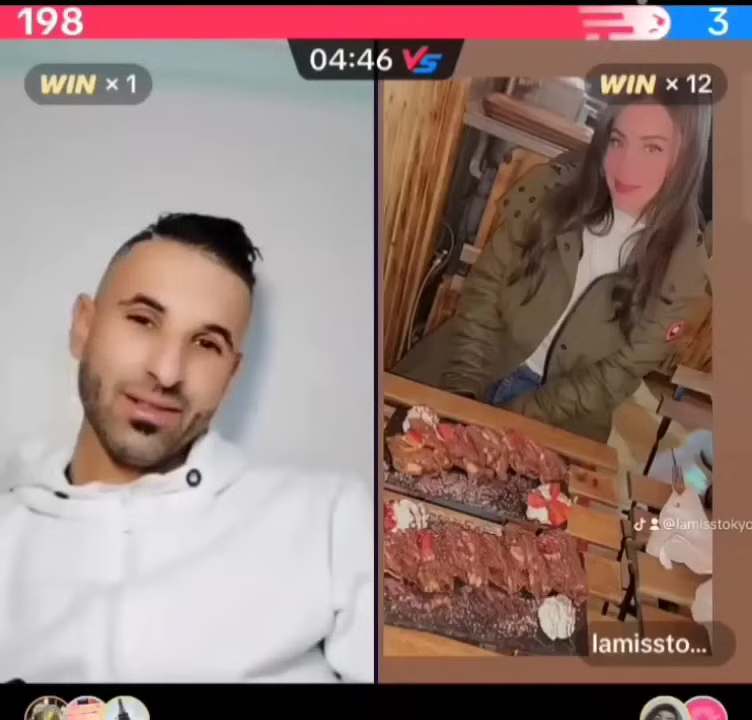 198
3
04:46 VS
WIN × 1
WIN × 12
@lamisstokyo
lamissto...